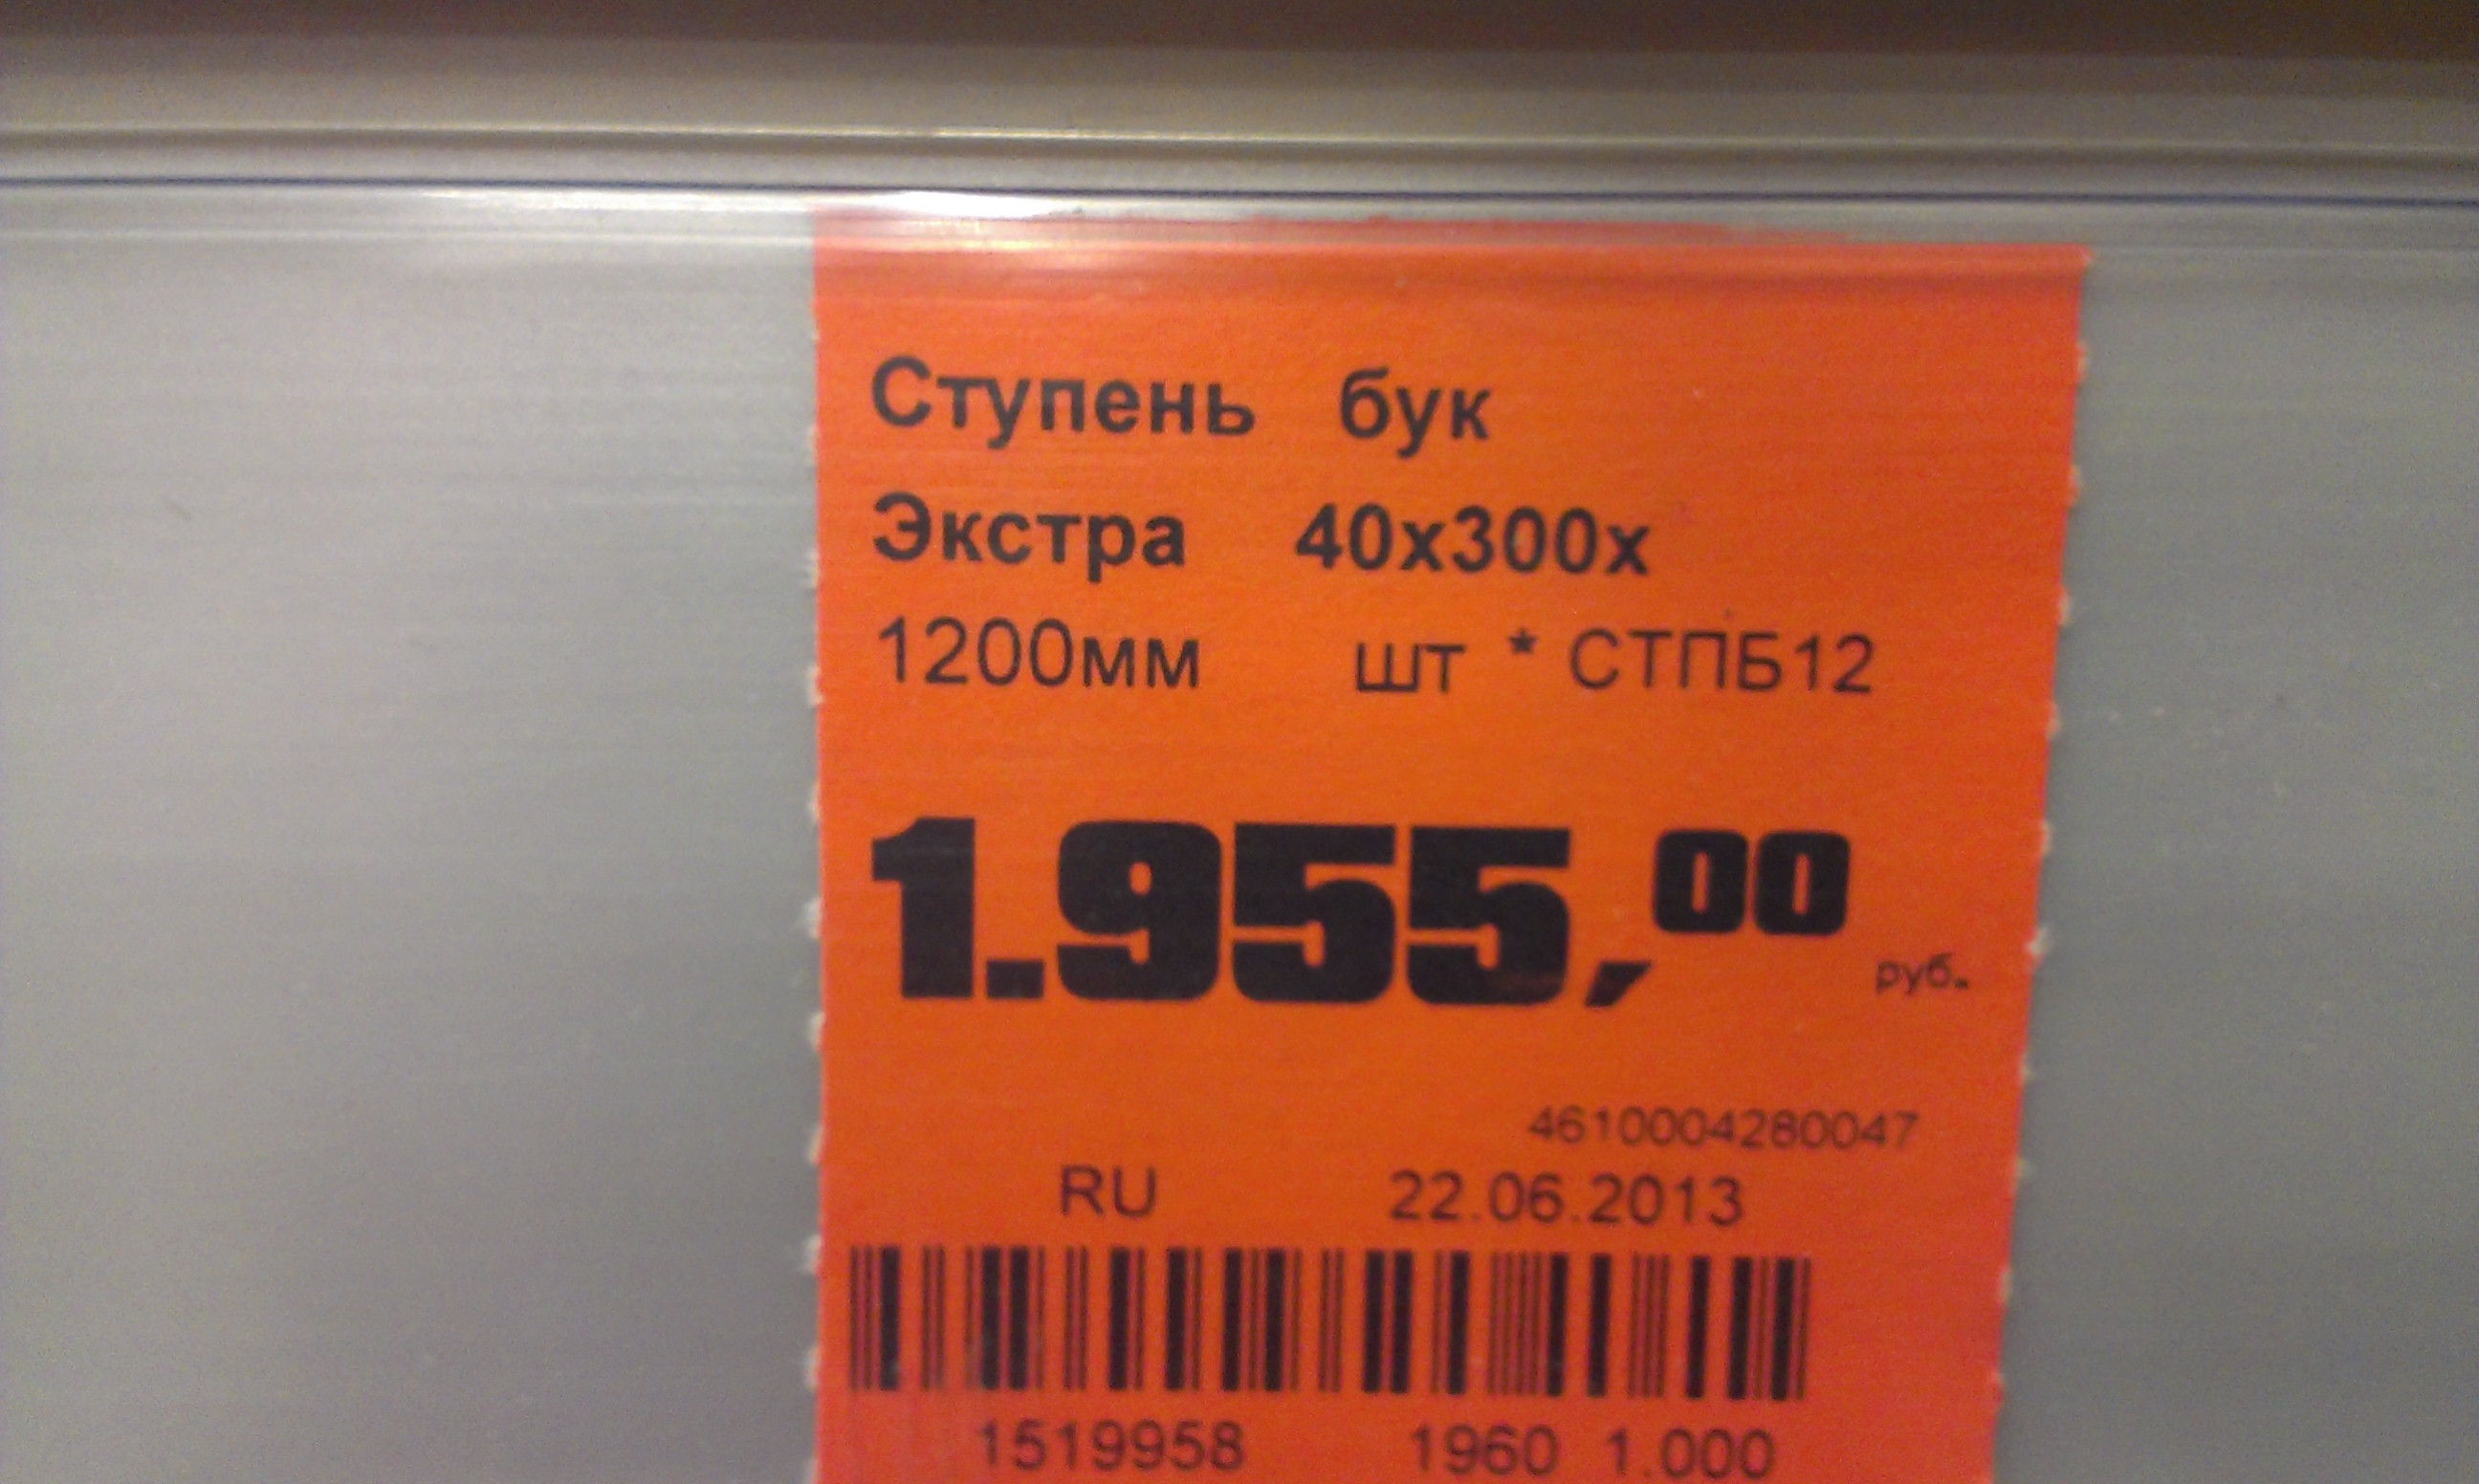 Ступень бук
Экстра 40x300x
1200мм шт * СТПБ12
1.955,00 руб.
4610004280047
RU 22.06.2013
1519958 1960 1.000